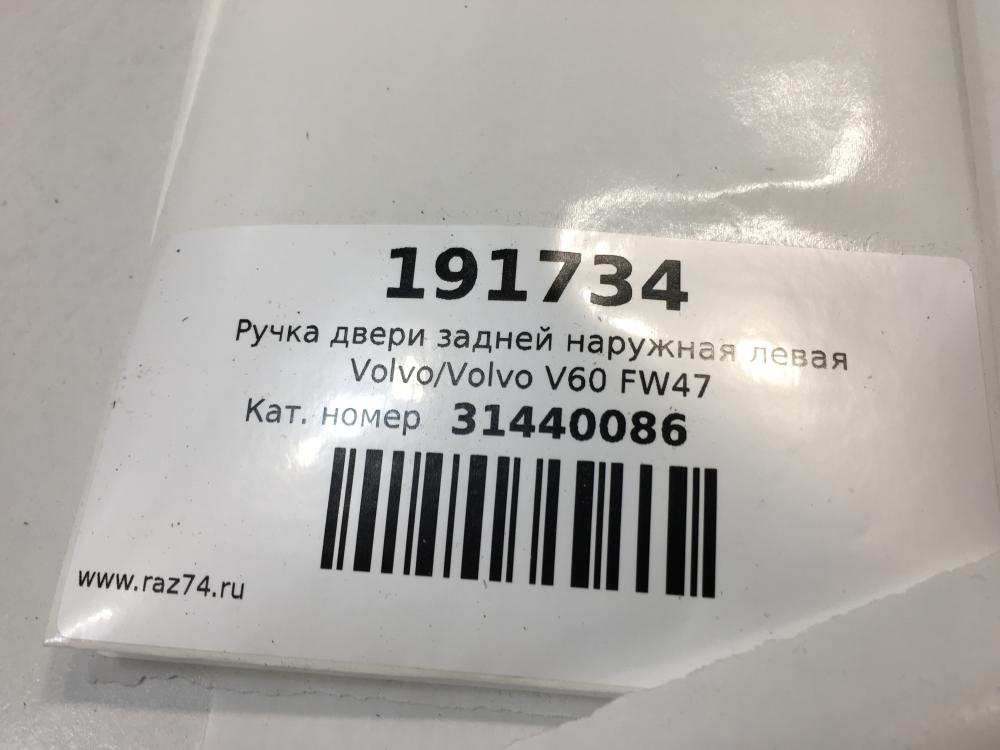 191734
Ручка двери задней наружная левая
Volvo/Volvo V60 FW47
Кат. номер 31440086
www.raz74.ru